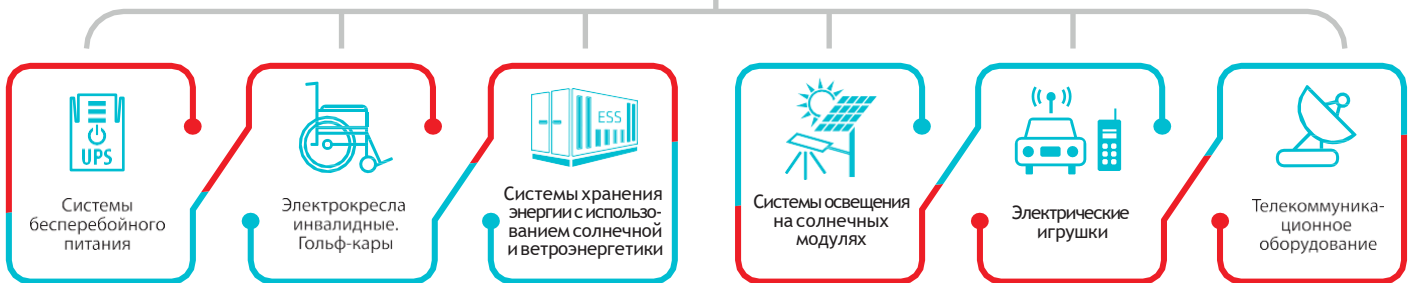 UPS
Системы
бесперебойного
питания
Электрокресла
инвалидные.
Гольф-кары
ESS
Системы хранения
энергии с использо-
ванием солнечной
и ветроэнергетики
Системы освещения
на солнечных
модулях
Электрические
игрушки
Телекоммуника-
ционное
оборудование